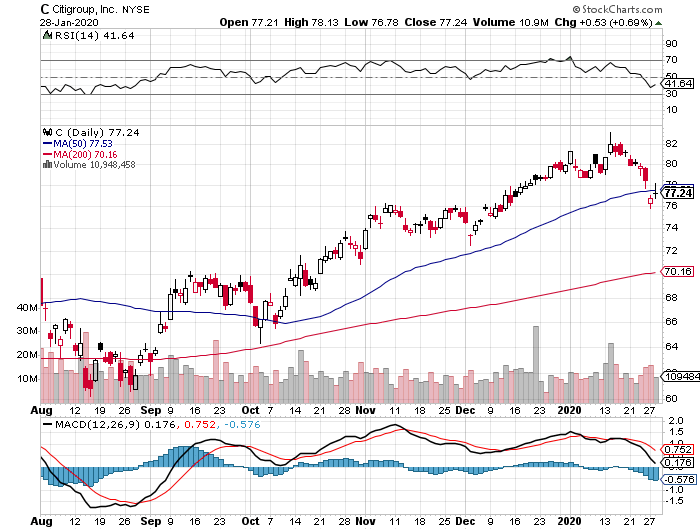 C Citigroup, Inc. NYSE © StockCharts.com
28-Jan-2020 Open 77.21 High 78.13 Low 76.78 Close 77.24 Volume 10.9M Chg +0.53 (+0.69%)
RSI(14) 41.64
90
70
50
41.64
30
10
C (Daily) 77.24
MA(50) 77.53
MA(200) 70.16
Volume 10,948,458
82
80
78
77.24
76
74
72
70.16
68
66
64
60
40M
30M
20M
10M
109484
Aug 12 19 26 Sep 9 16 23 Oct 7 14 21 28 Nov 11 18 25 Dec 9 16 23 2020 13 21 27
MACD(12,26,9) 0.176, 0.752, -0.576
2.0
1.5
1.0
0.752
0.176
-0.576
-1.0
-1.5
Aug 12 19 26 Sep 9 16 23 Oct 7 14 21 28 Nov 11 18 25 Dec 9 16 23 2020 13 21 27